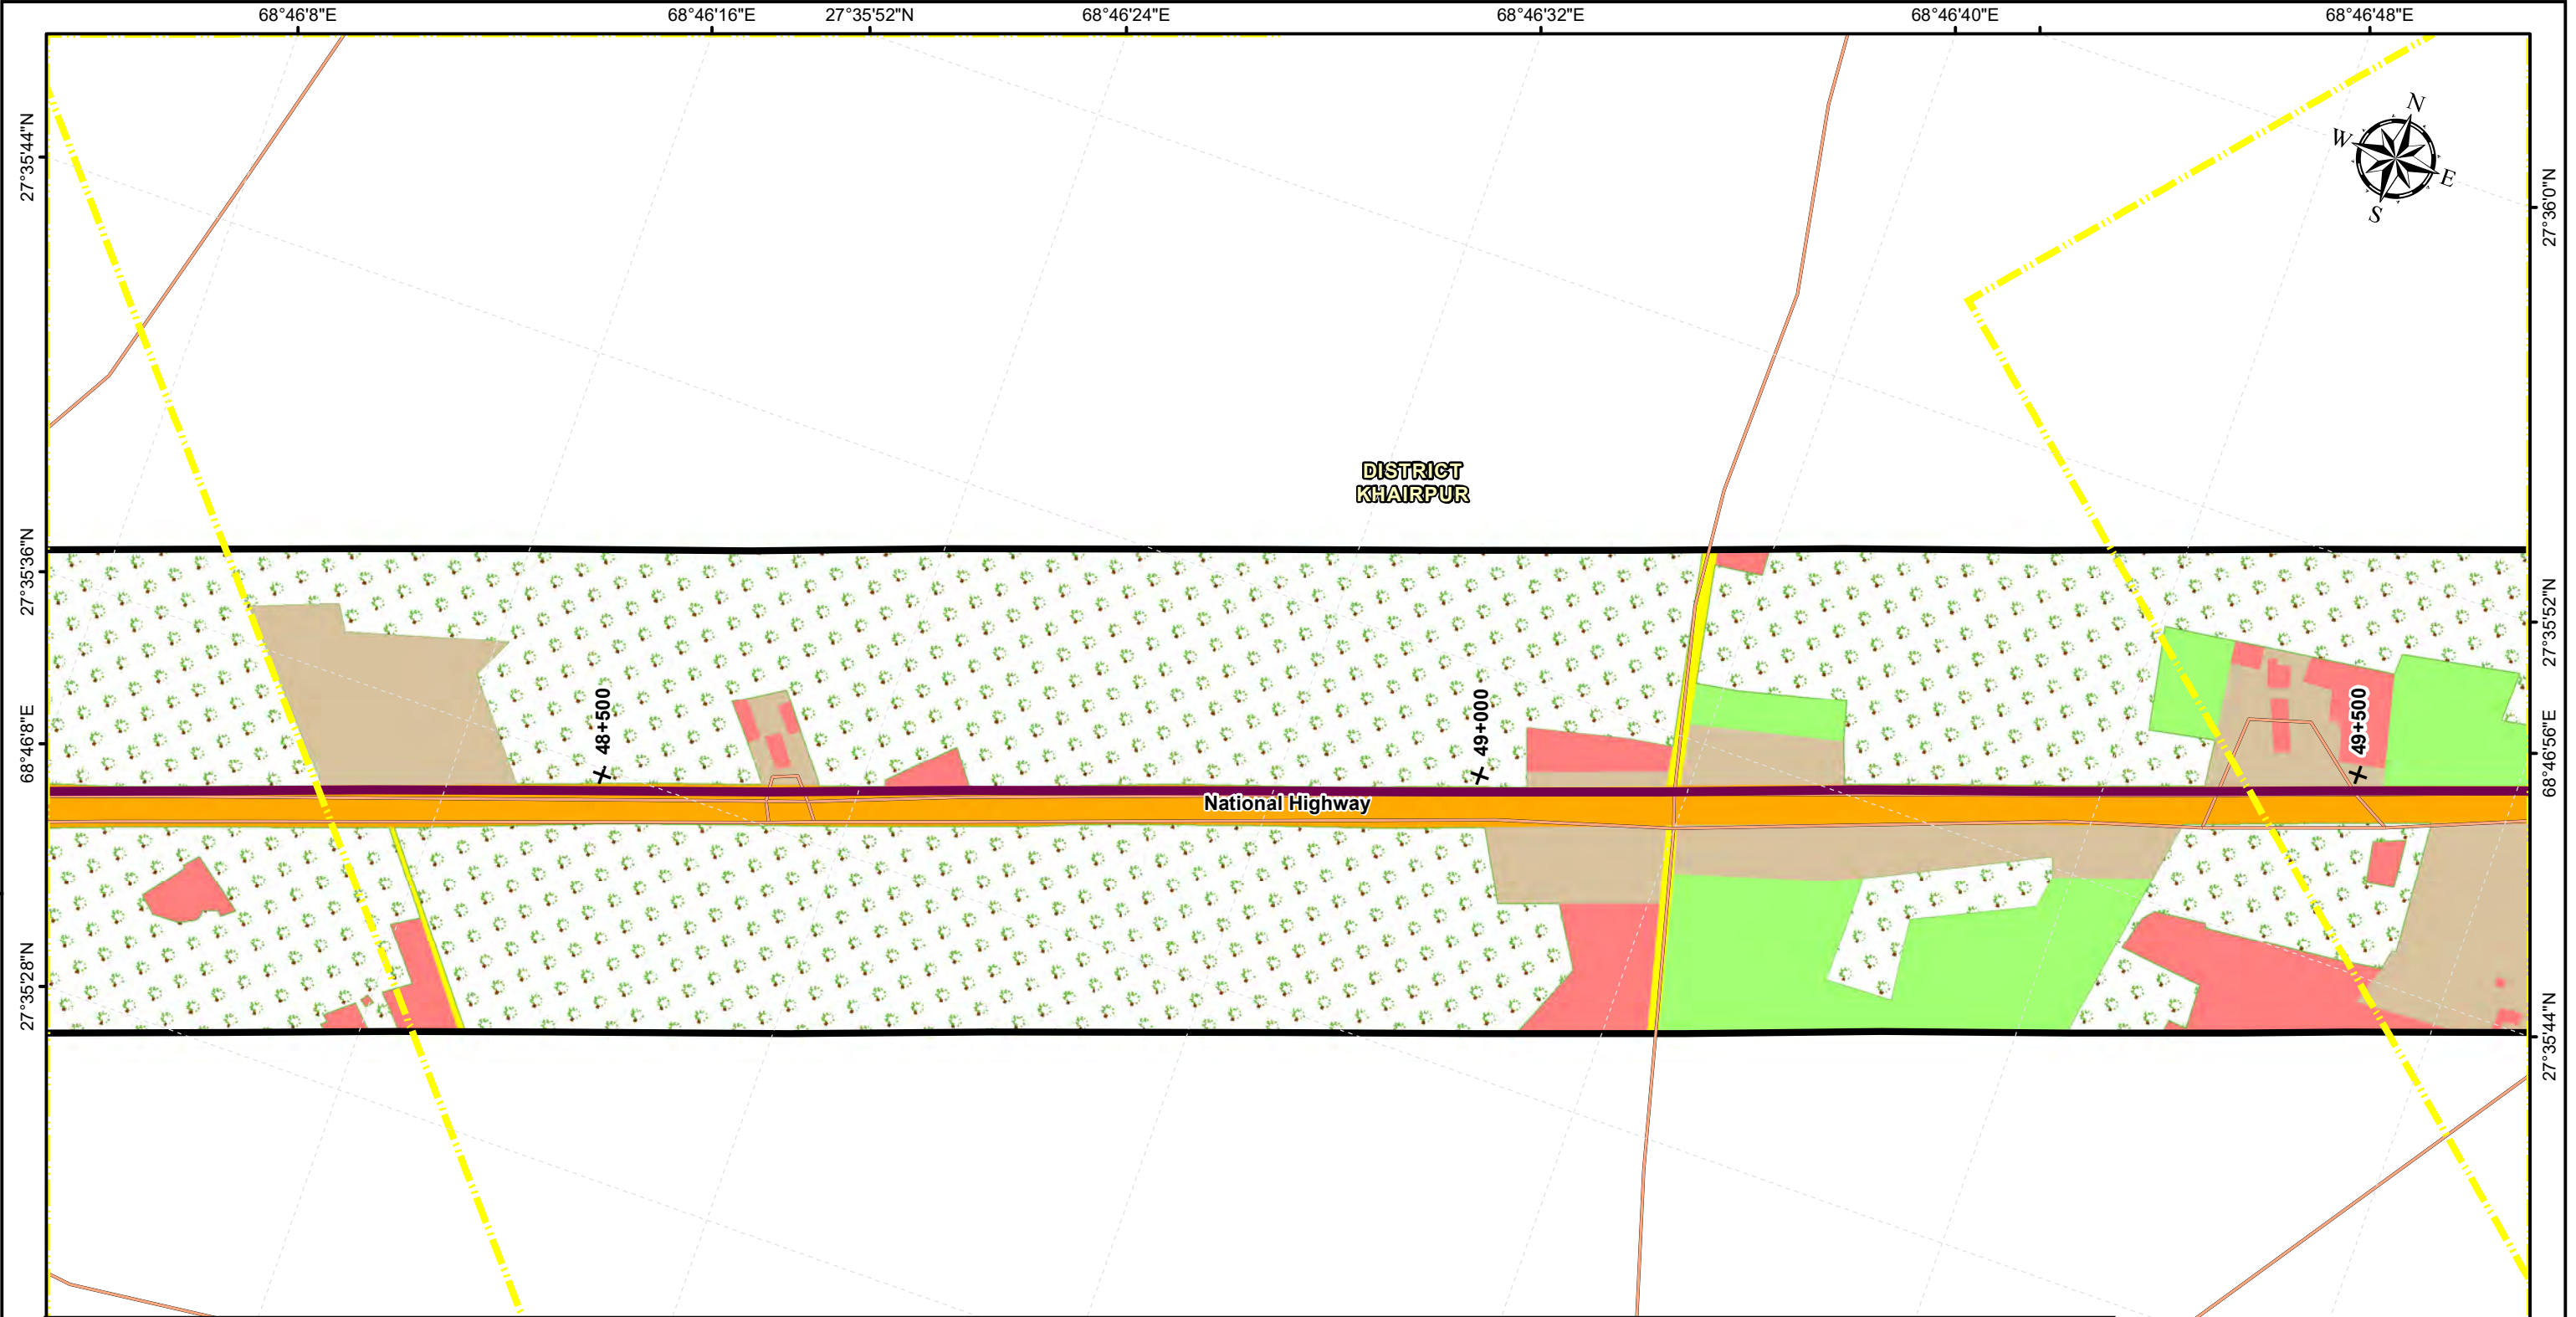 68°46'8"E
68°46'16"E
27°35'52"N
68°46'24"E
68°46'32"E
68°46'40"E
68°46'48"E
N
W
E
S
27°35'44"N
27°36'0"N
DISTRICT
KHAIRPUR
27°35'36"N
27°35'52"N
48+500
49+000
49+500
68°46'8"E
68°46'56"E
National Highway
27°35'28"N
27°35'44"N